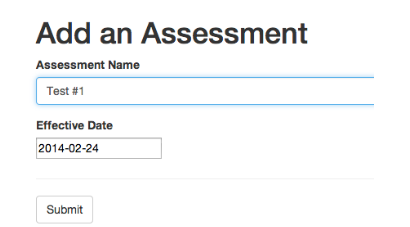 Add an Assessment
Assessment Name
Test #1
Effective Date
2014-02-24
Submit